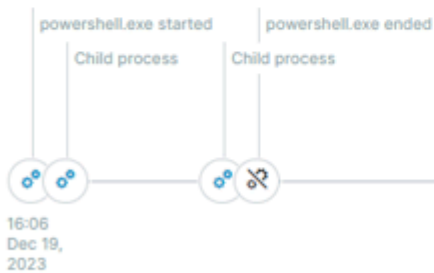 powershell.exe started
powershell.exe ended
Child process
Child process
16:06
Dec 19,
2023